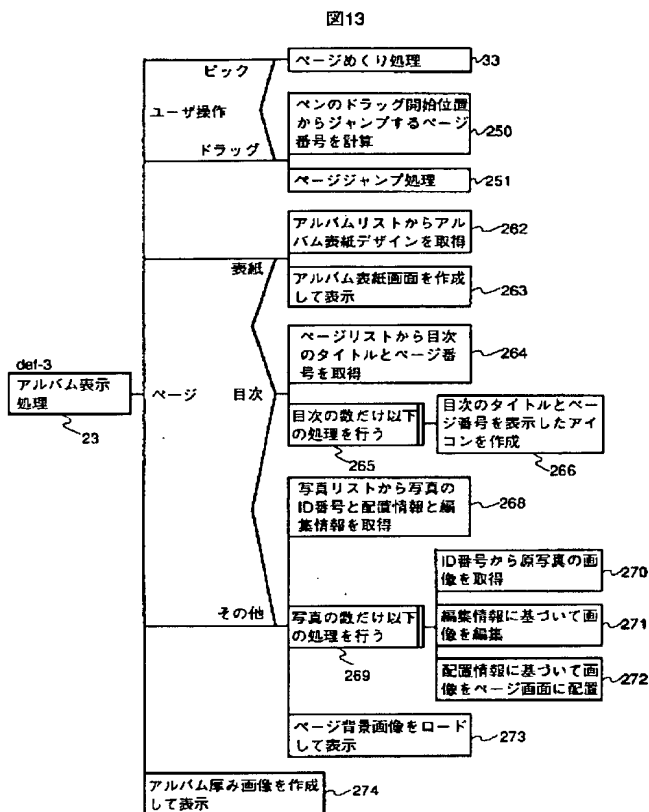 図13
ピック
ユーザ操作
ドラッグ
ページめくり処理
33
ペンのドラッグ開始位置
からジャンプするページ
番号を計算
250
ページジャンプ処理
251
アルバムリストからアル
バム表紙デザインを取得
262
表紙
アルバム表紙画面を作成
して表示
263
ページリストから目次
のタイトルとページ番
号を取得
264
def-3
アルバム表示
処理
23
ページ
目次
目次の数だけ以下
の処理を行う
265
目次のタイトルとペ
ージ番号を表示したアイ
コンを作成
266
写真リストから写真の
ID番号と配置情報と編
集情報を取得
268
その他
写真の数だけ以下
の処理を行う
269
ID番号から原写真の画
像を取得
270
編集情報に基づいて画
像を編集
271
配置情報に基づいて画
像をページ画面に配置
272
ページ背景画像をロード
して表示
273
アルバム厚み画像を作成
して表示
274